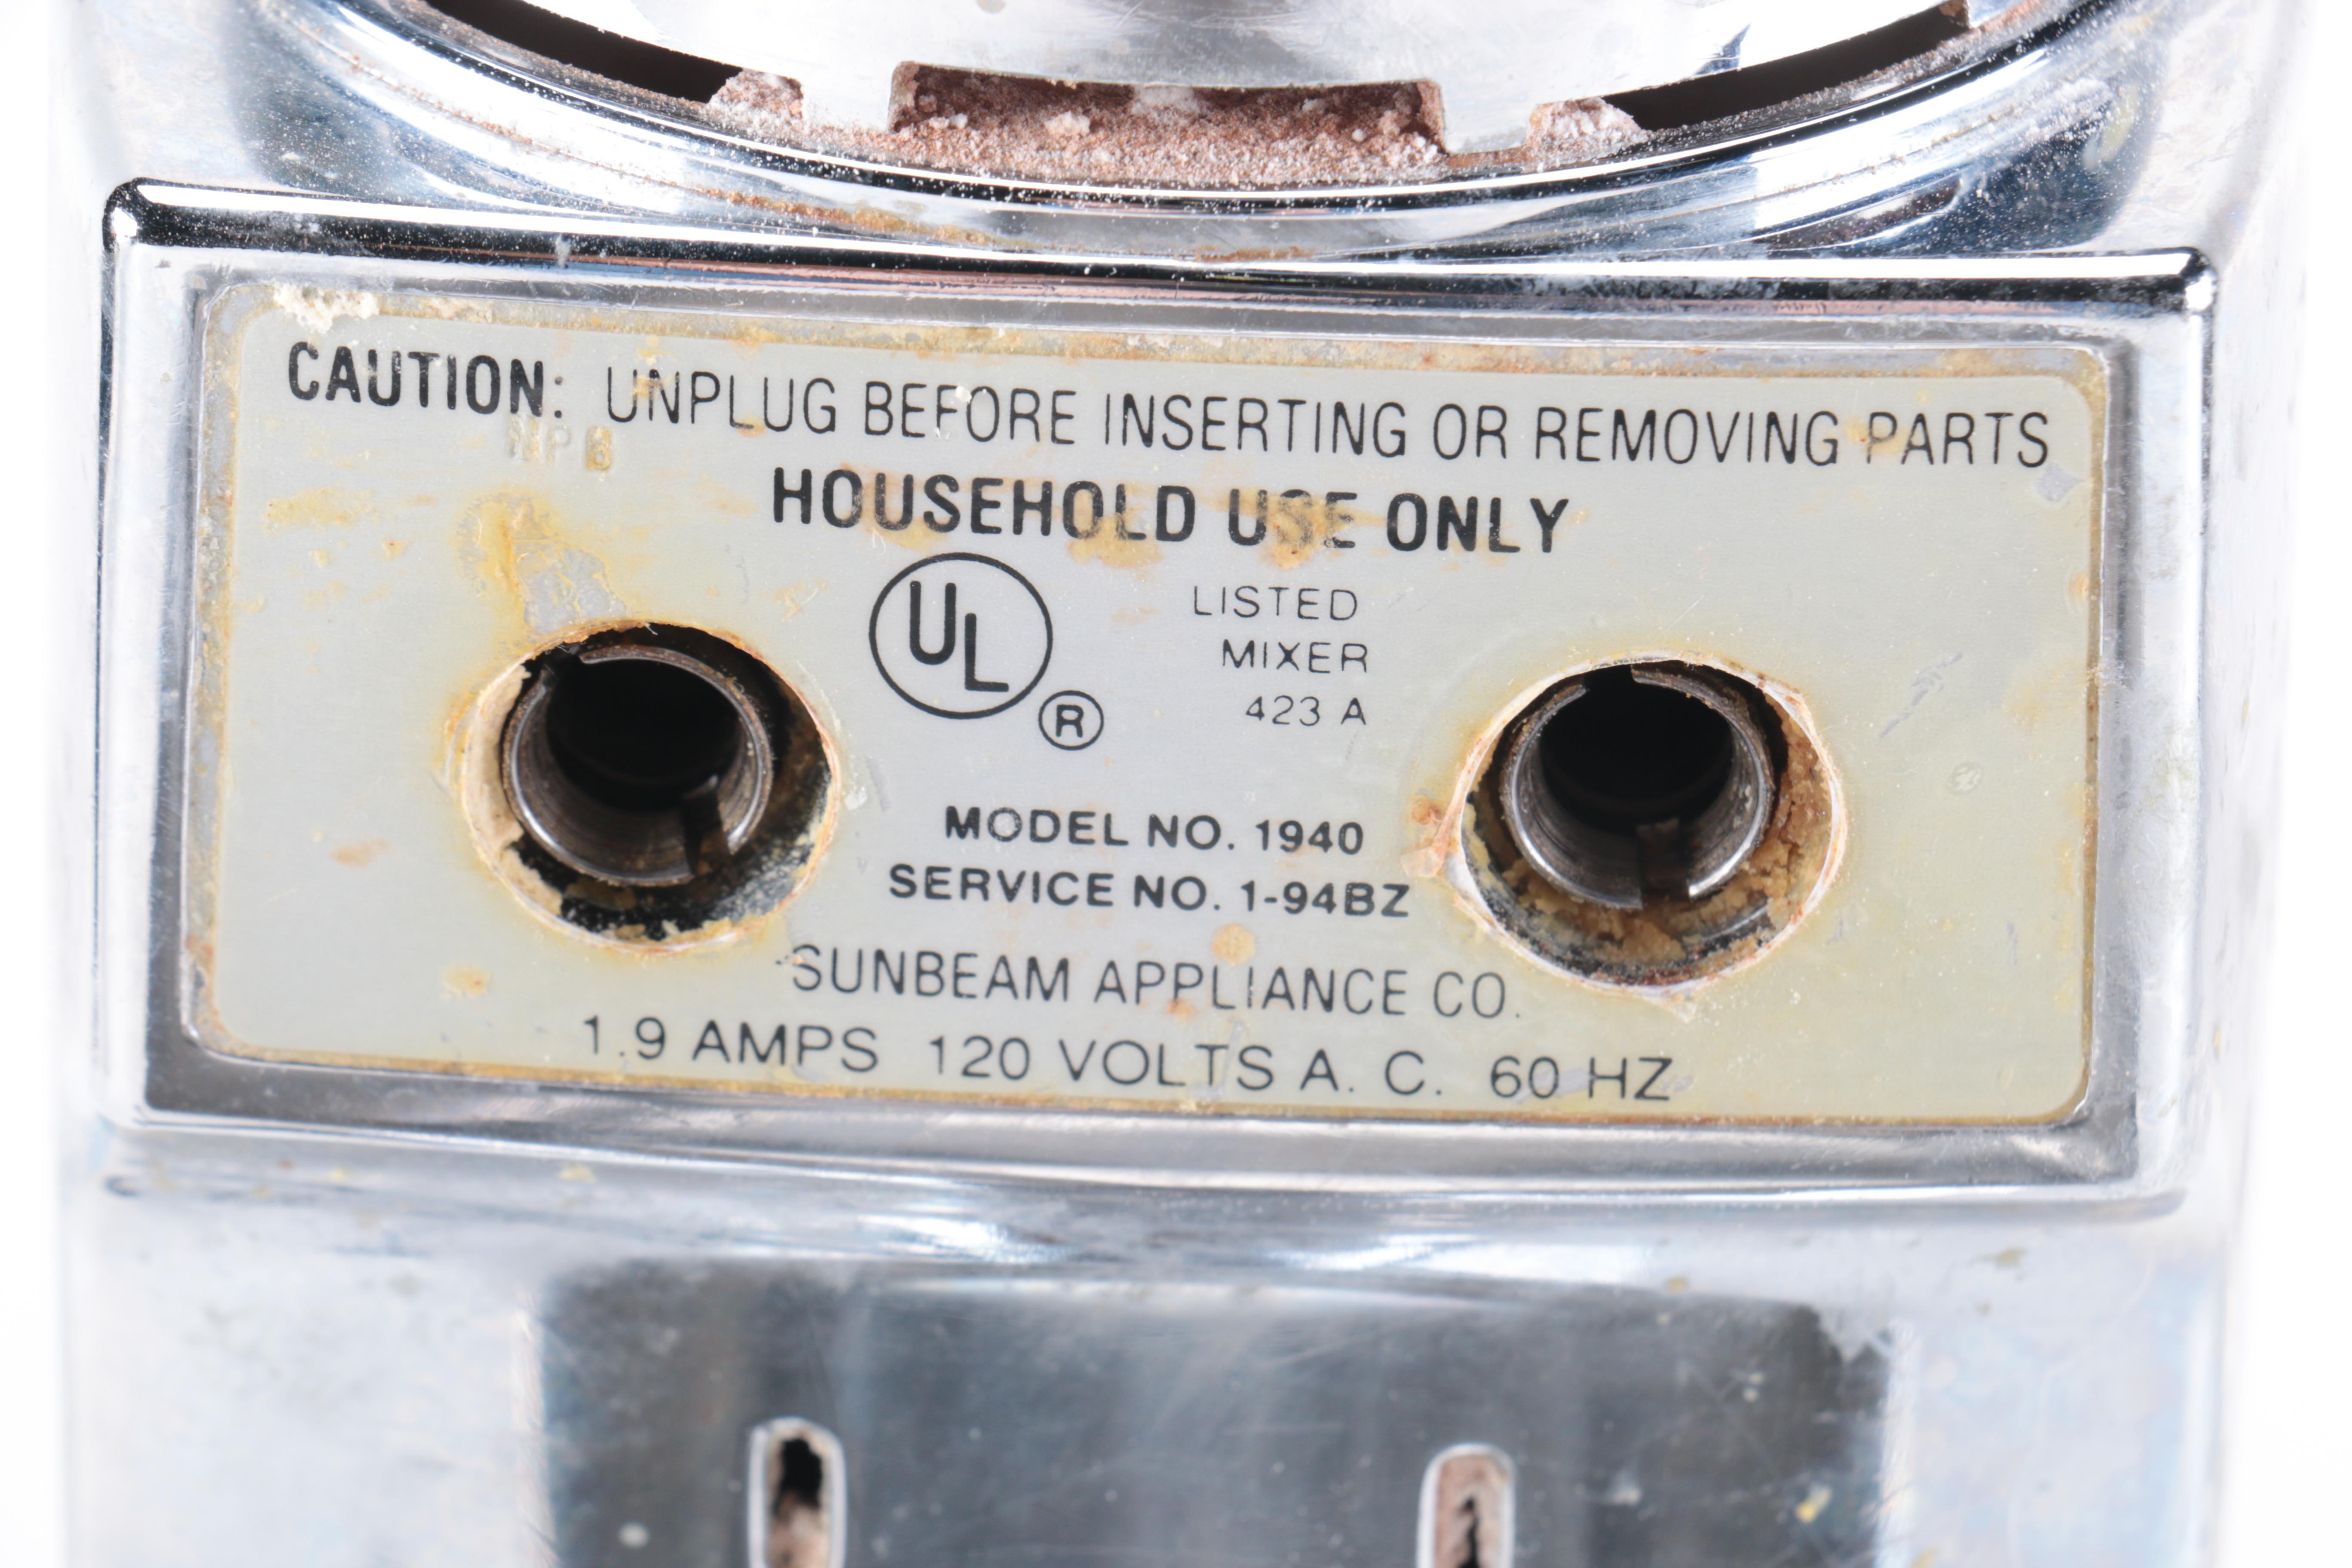 CAUTION: UNPLUG BEFORE INSERTING OR REMOVING PARTS
HOUSEHOLD USE ONLY
UL
®
LISTED
MIXER
423 A
MODEL NO. 1940
SERVICE NO. 1-94BZ
SUNBEAM APPLIANCE CO.
1.9 AMPS 120 VOLTS A. C. 60 HZ